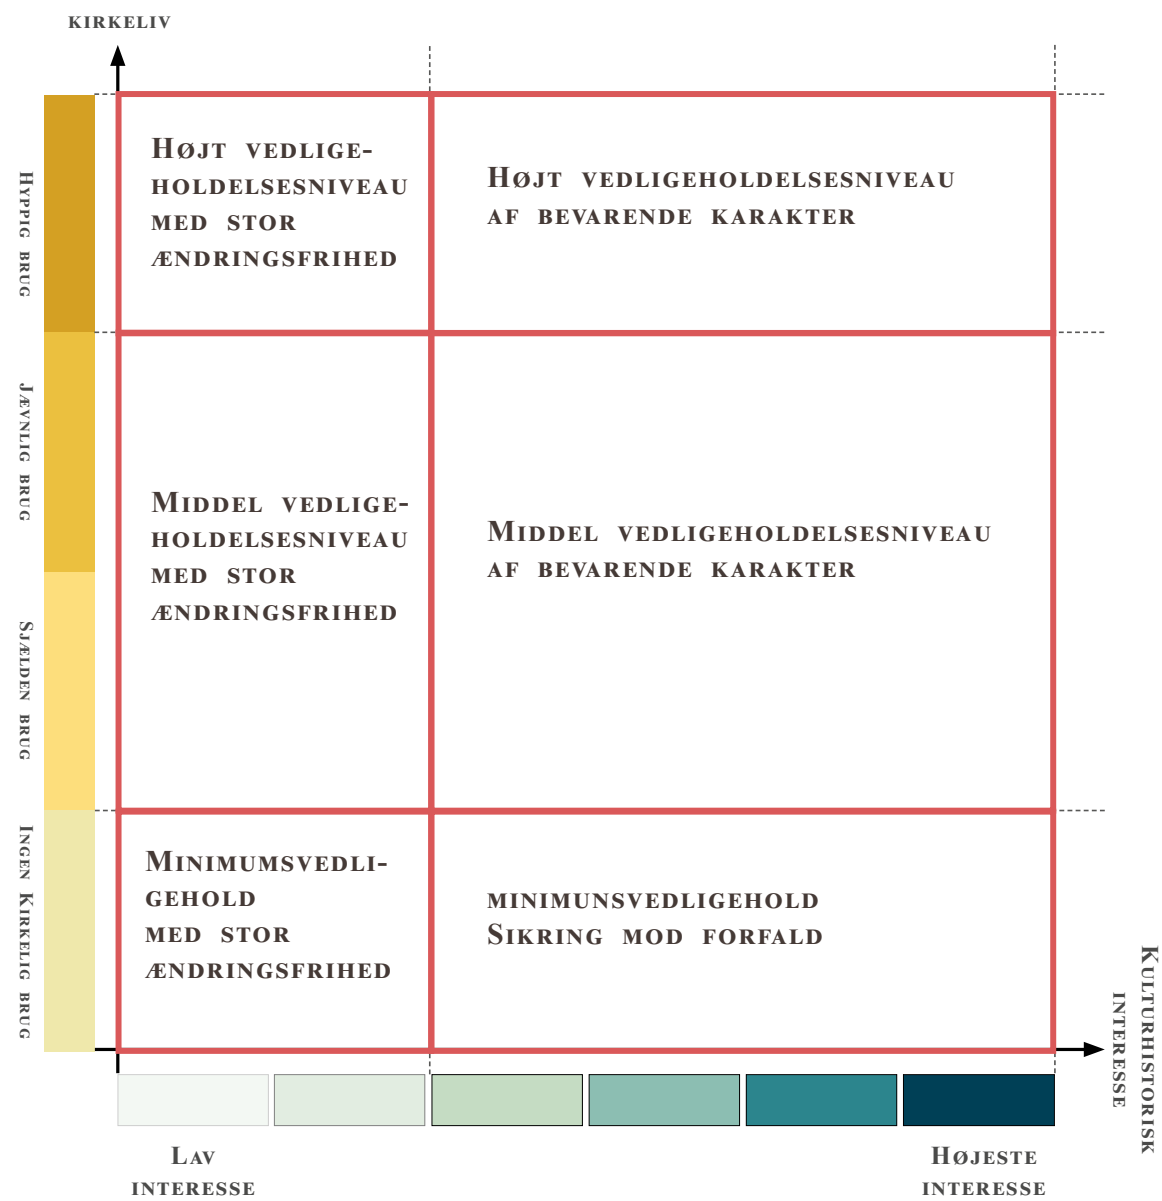 KIRKELIV
HØJT VEDLIGE-
HOLDELSESNIVEAU
MED STOR
ÆNDRINGSFRIHED
HØJT VEDLIGEHOLDELSESNIVEAU
AF BEVARENDE KARAKTER
HYPPIG BRUG
JÆVNLIG BRUG
MIDDEL VEDLIGE-
HOLDELSESNIVEAU
MED STOR
ÆNDRINGSFRIHED
MIDDEL VEDLIGEHOLDELSESNIVEAU
AF BEVARENDE KARAKTER
SJÆLDEN BRUG
INGEN KIRKELIG BRUG
MINIMUMSVEDLI-
GEHOLD
MED STOR
ÆNDRINGSFRIHED
MINIMUNSVEDLIGEHOLD
SIKRING MOD FORFALD
KULTURHISTORISK
INTERESSE
LAV
INTERESSE
HØJESTE
INTERESSE